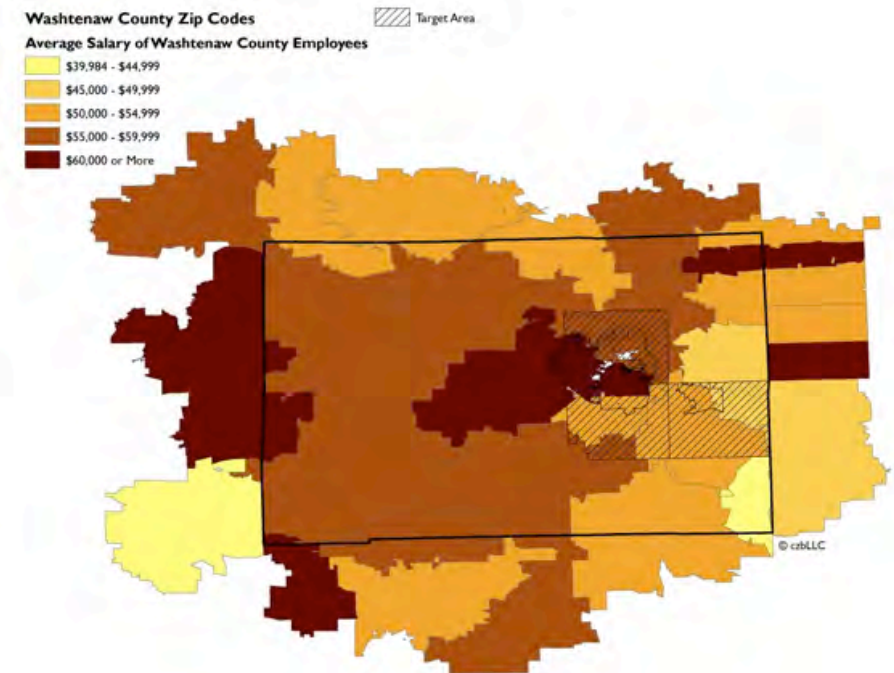 Washtenaw County Zip Codes
Target Area
Average Salary of Washtenaw County Employees
$39,984 - $44,999
$45,000 - $49,999
$50,000 - $54,999
$55,000 - $59,999
$60,000 or More
© czbLLC